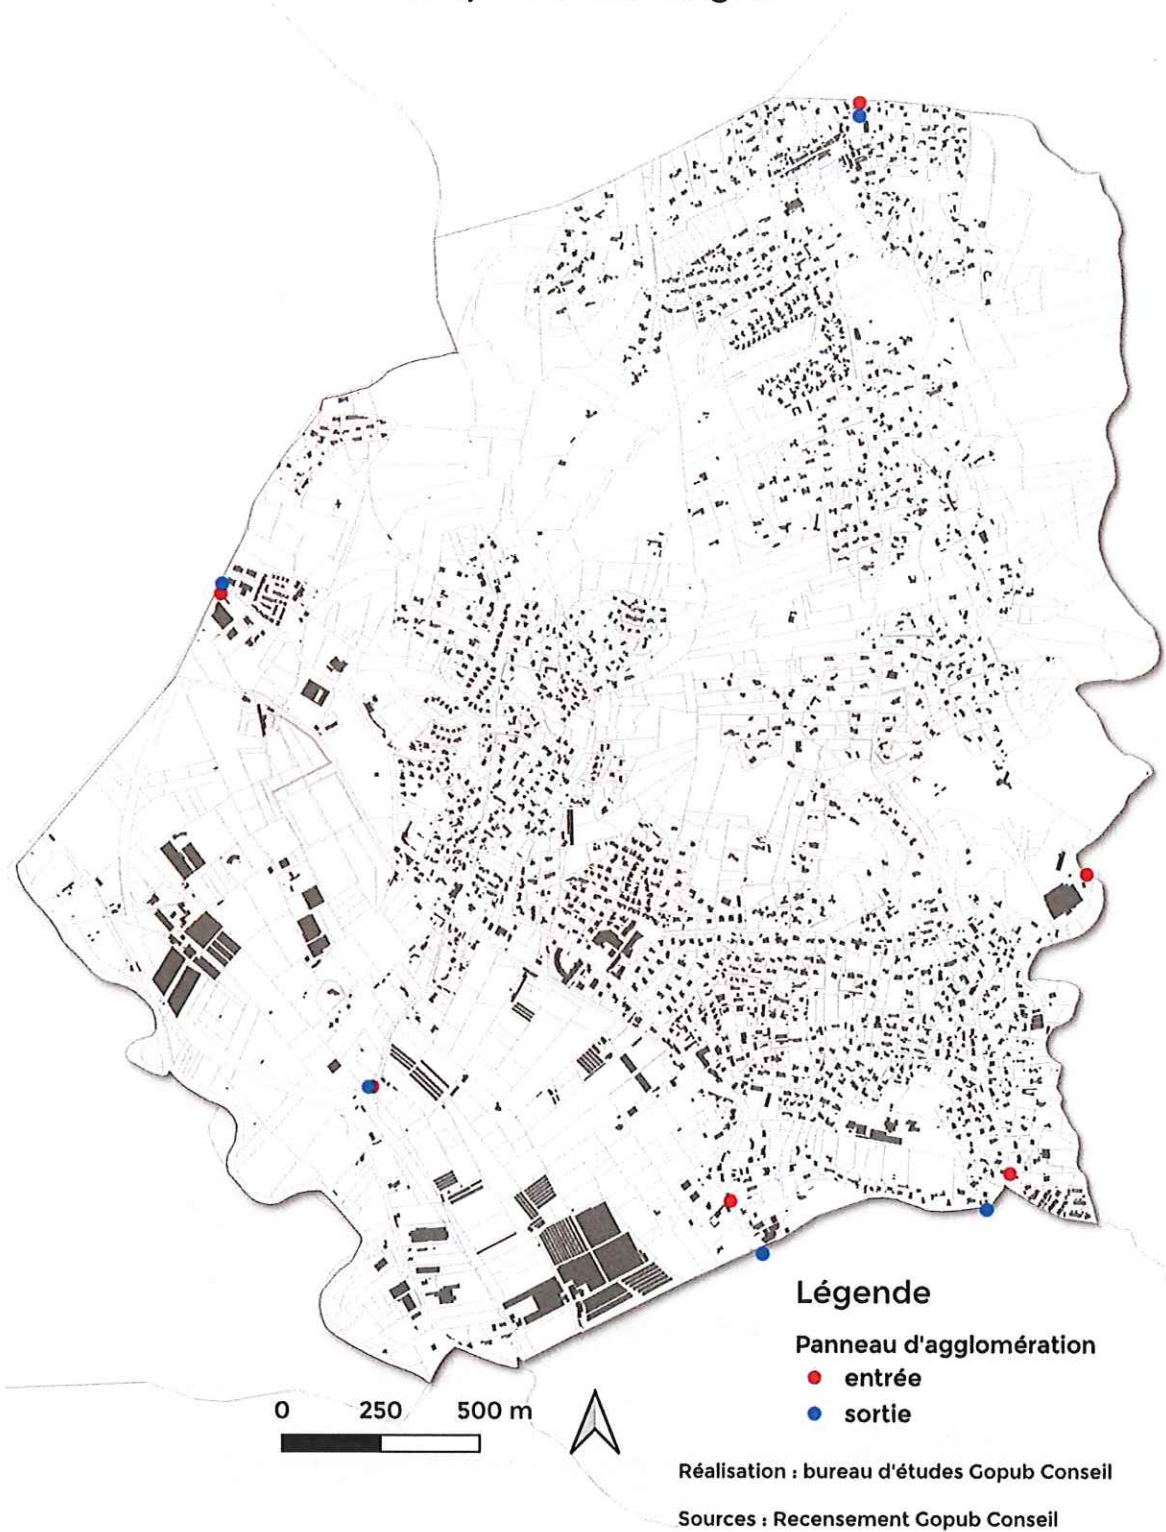 Légende
Panneau d'agglomération
entrée
sortie
0 250 500 m
Réalisation : bureau d'études Gopub Conseil
Sources : Recensement Gopub Conseil